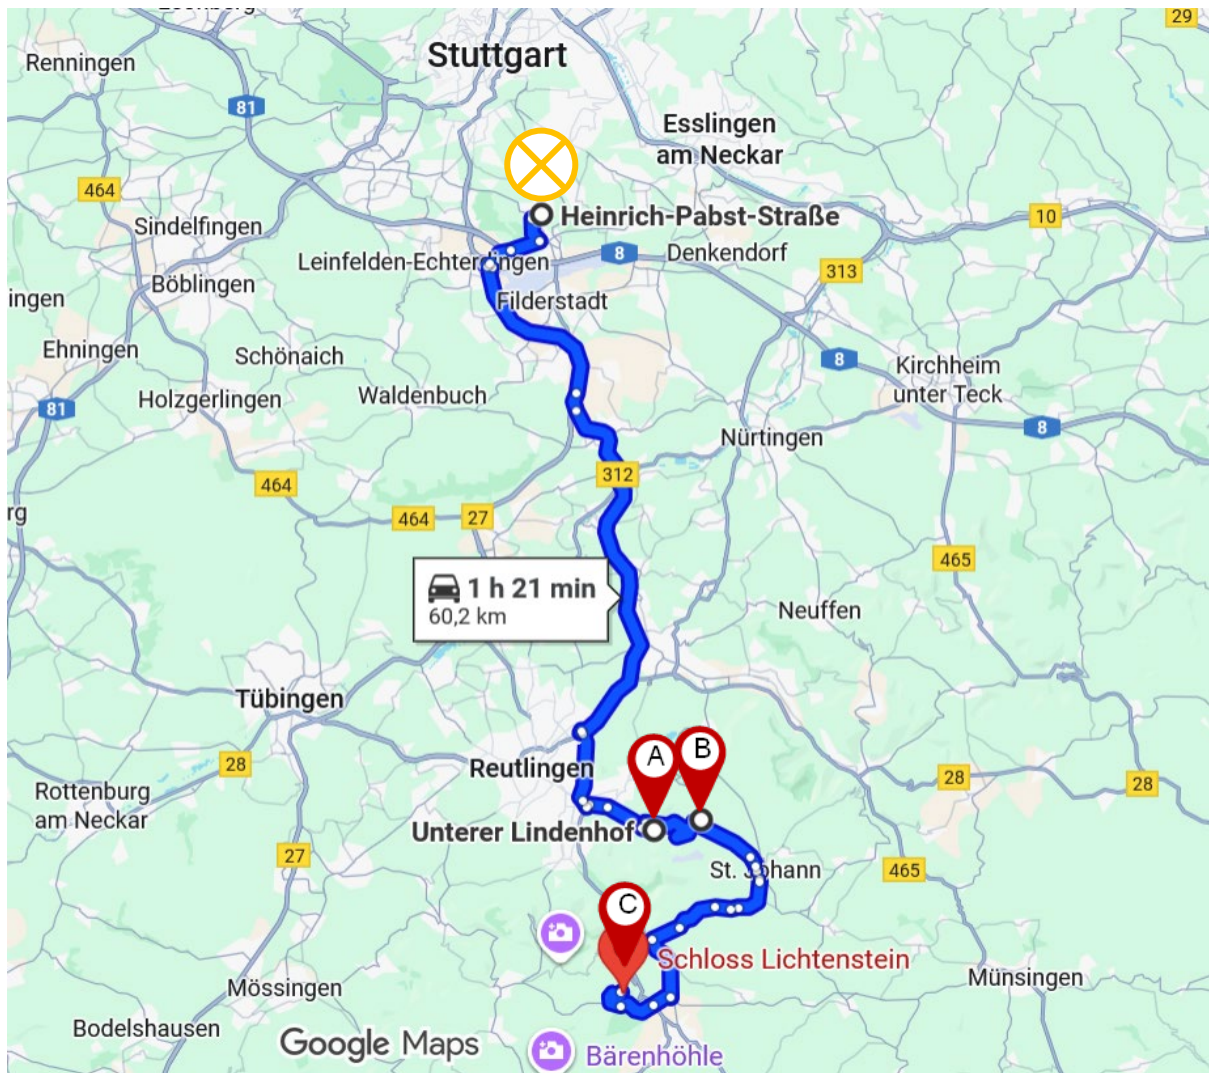 Stuttgart
29
Renningen
81
Esslingen
am Neckar
464
Heinrich-Pabst-Straße
10
Sindelfingen
Leinfelden-Echterdingen
8
Denkendorf
313
Böblingen
ingen
Filderstadt
Ehningen
Schönaich
8
Kirchheim
unter Teck
81
Holzgerlingen
Waldenbuch
8
Nürtingen
312
464
464
27
rg
465
1 h 21 min
60,2 km
Neuffen
Tübingen
28
Reutlingen
A
B
28
28
Rottenburg
am Neckar
Unterer Lindenhof
27
St. Johann
465
C
Schloss Lichtenstein
Mössingen
Münsingen
Bodelshausen
Google Maps
Bärenhöhle